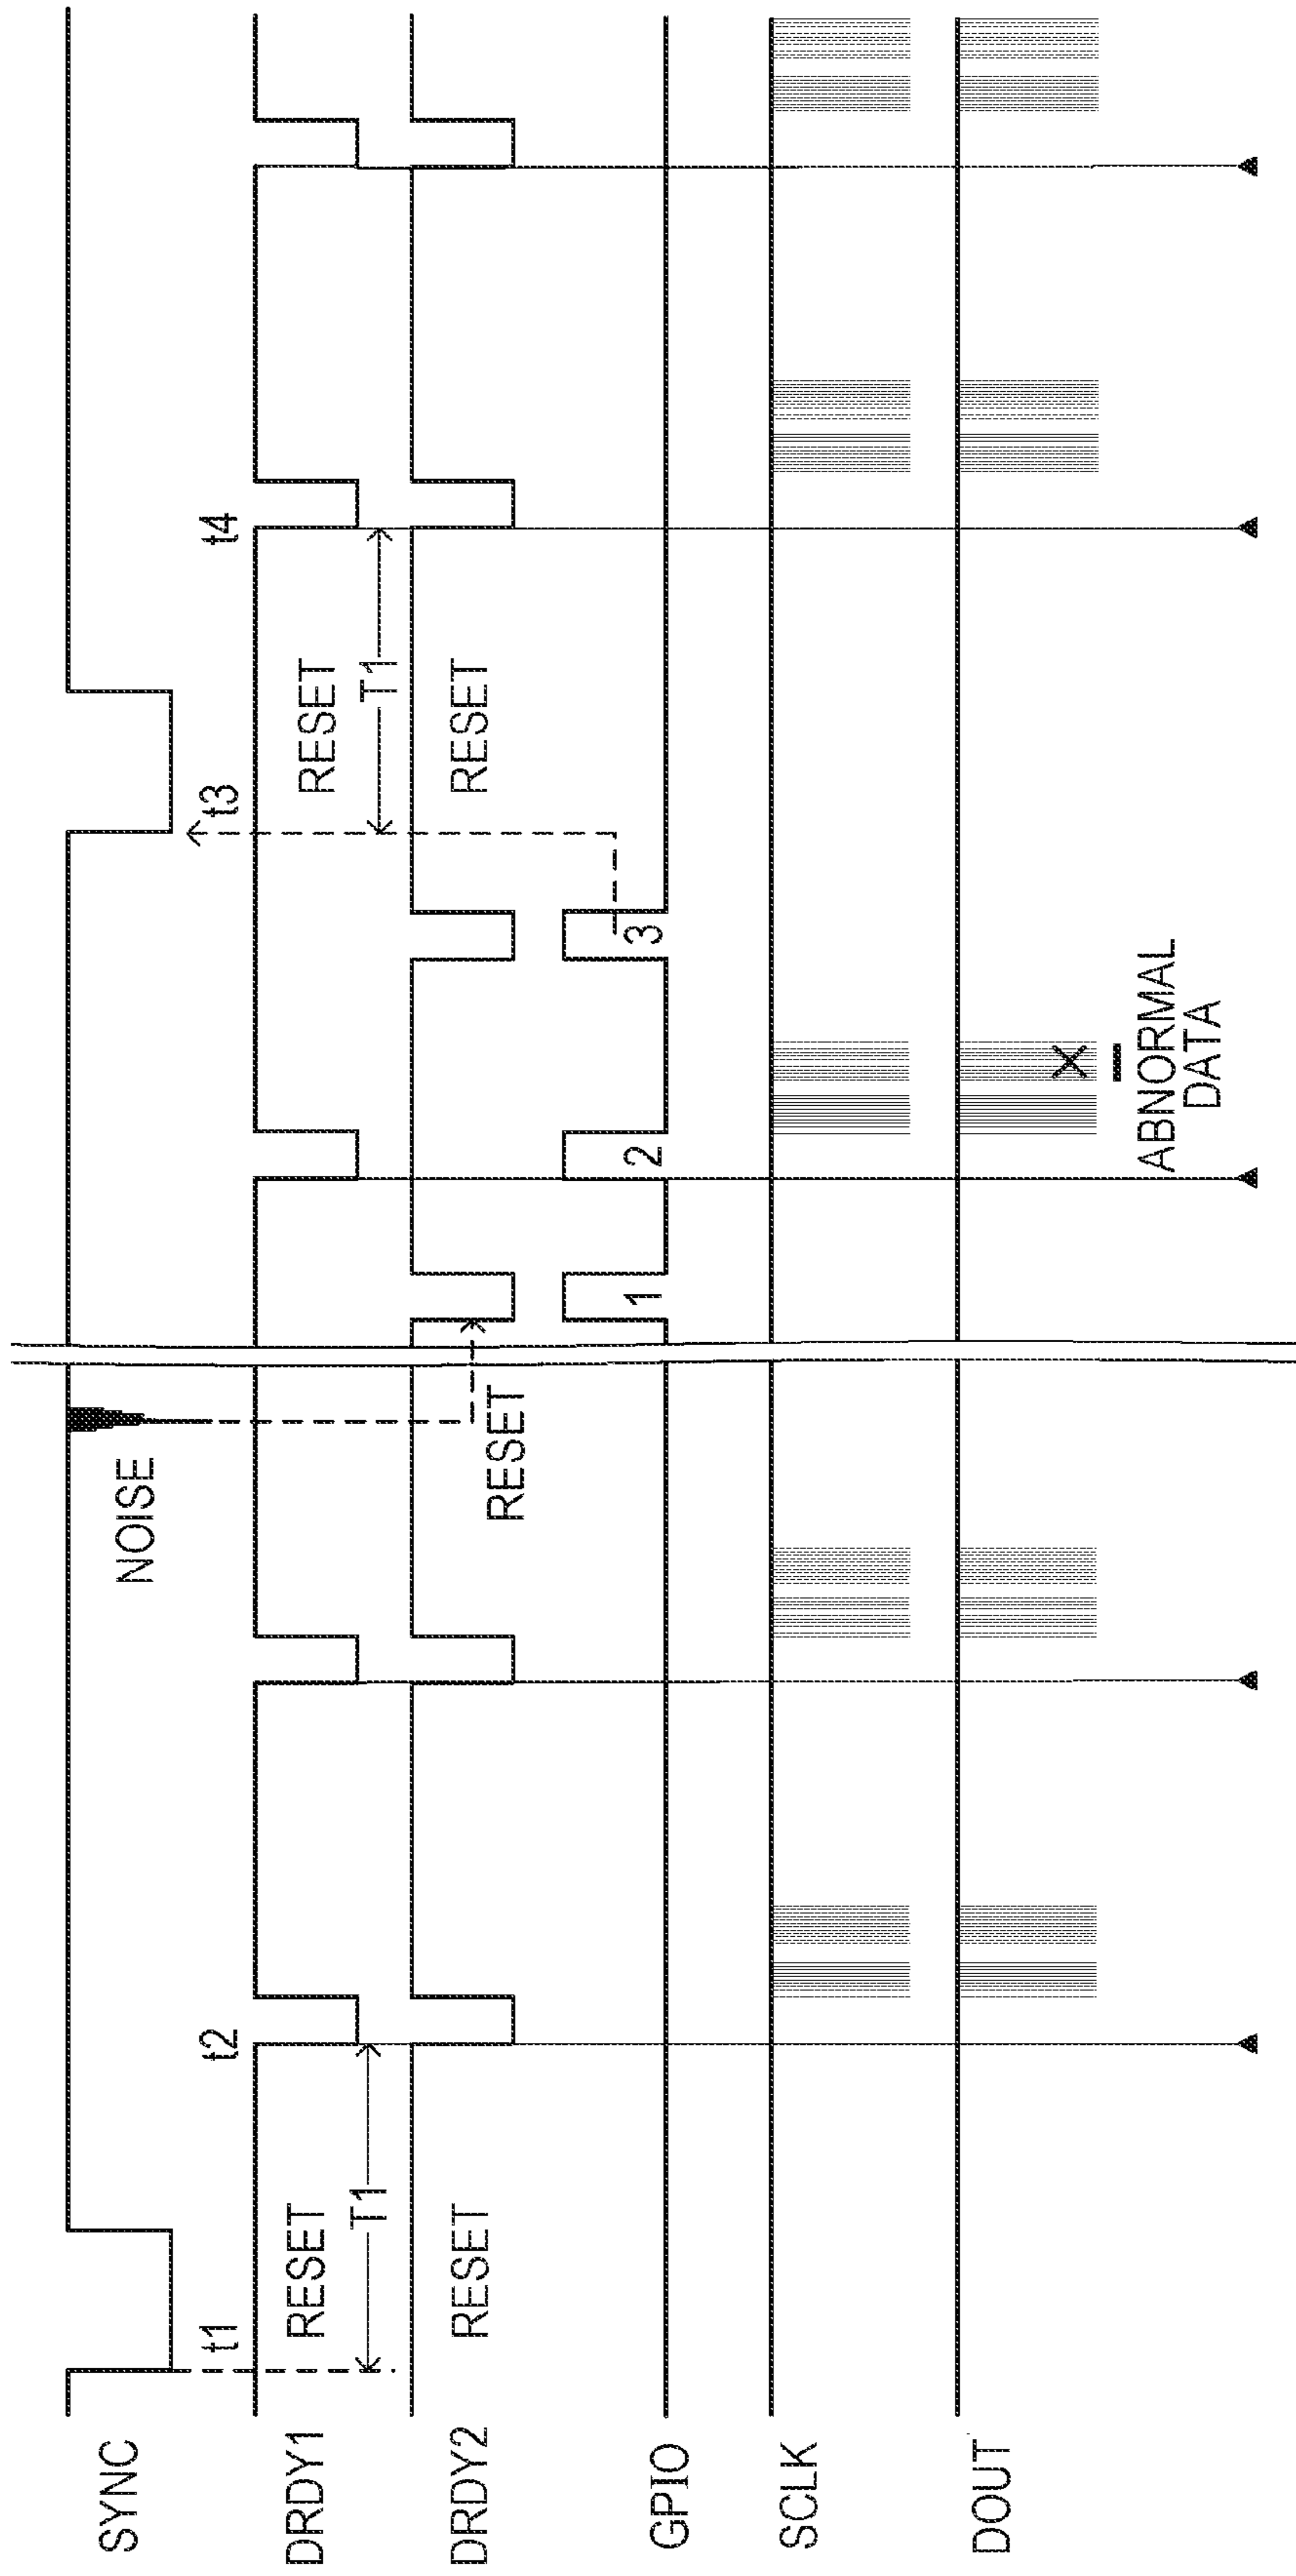 SYNC
NOISE
t1
t2
t3
t4
DRDY1
RESET
RESET
T1
T1
DRDY2
RESET
RESET
RESET
GPIO
1
2
3
SCLK
DOUT
ABNORMAL
DATA